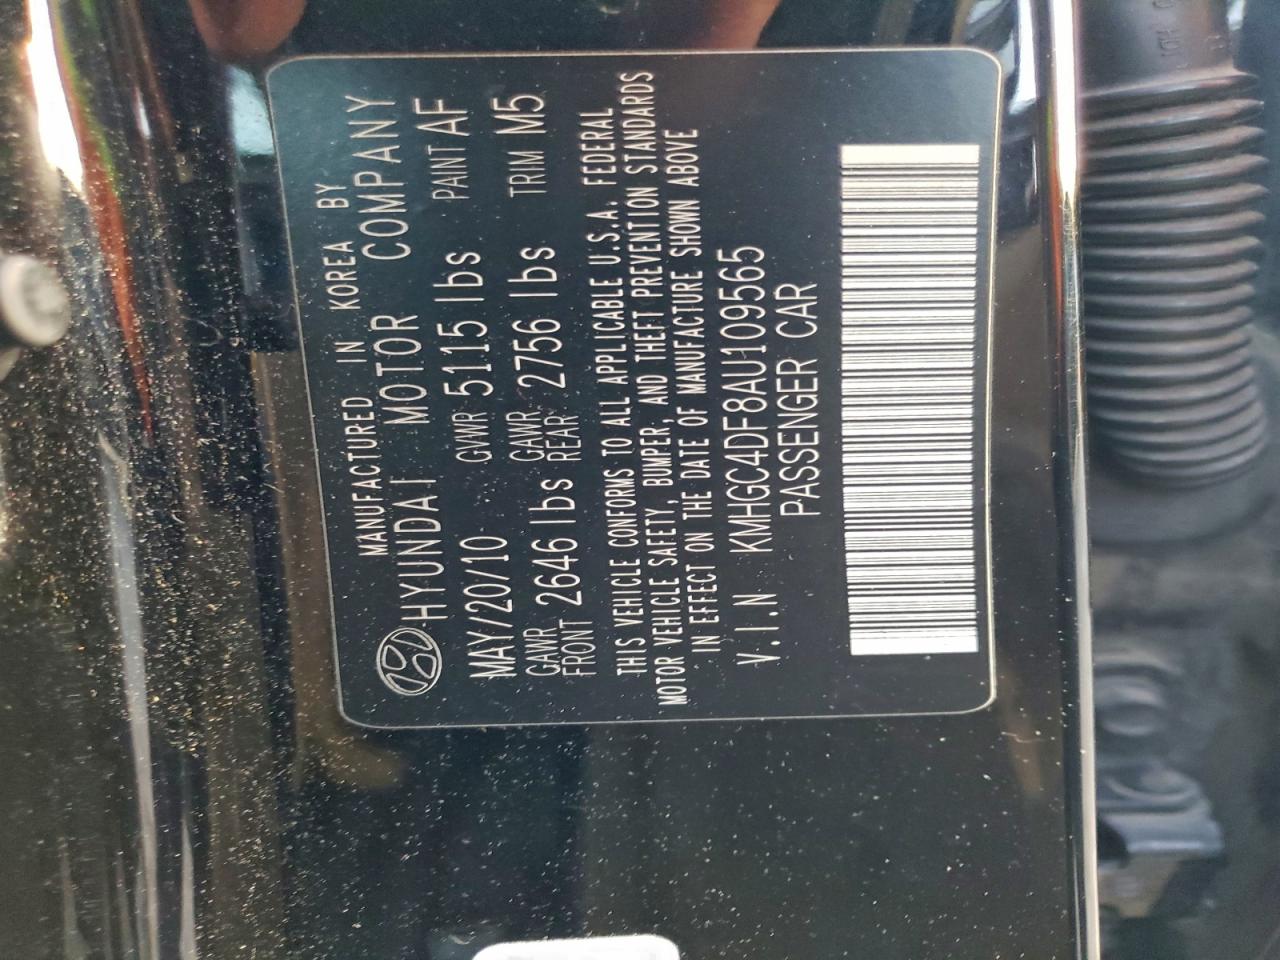 MANUFACTURED IN KOREA BY
HYUNDAI MOTOR COMPANY
MAY/20/10 GVWR 5115 lbs PAINT AF
GAWR FRONT 2646 lbs GAWR REAR 2756 lbs TRIM M5
THIS VEHICLE CONFORMS TO ALL APPLICABLE U.S.A. FEDERAL
MOTOR VEHICLE SAFETY, BUMPER, AND THEFT PREVENTION STANDARDS
IN EFFECT ON THE DATE OF MANUFACTURE SHOWN ABOVE
V.I.N KMHGC4DF8AU109565
PASSENGER CAR